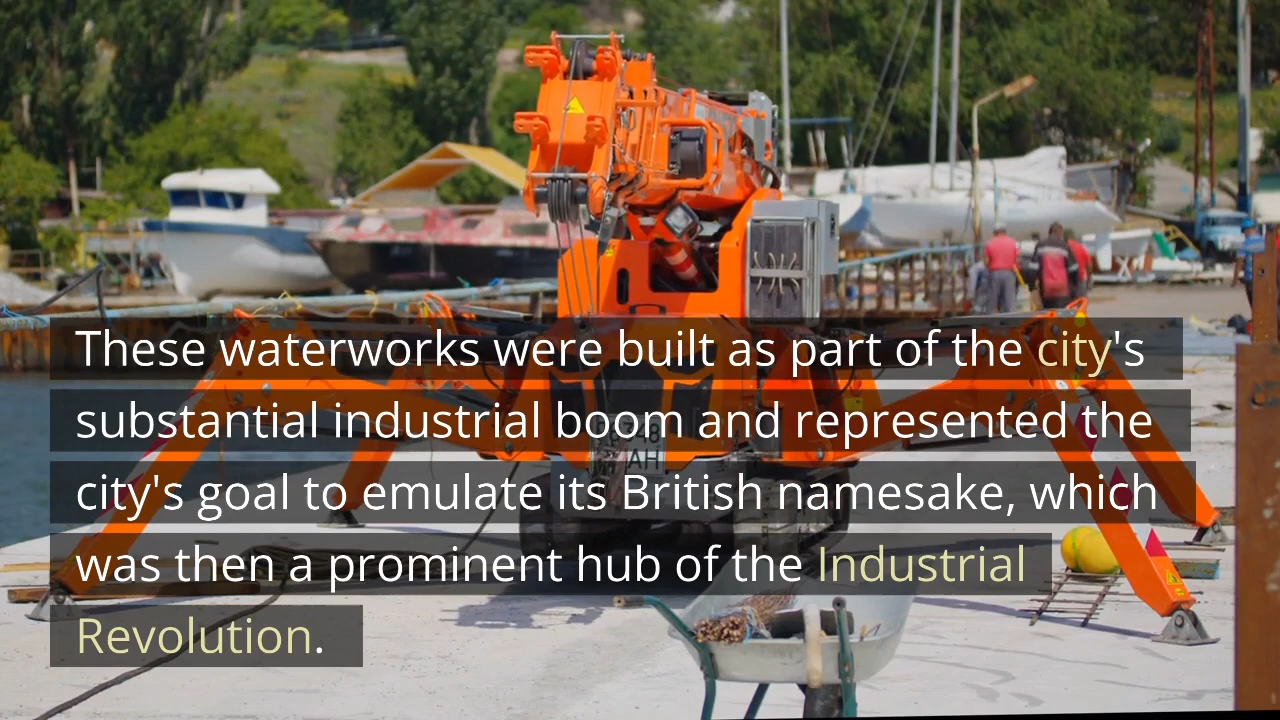 These waterworks were built as part of the city's
substantial industrial boom and represented the
city's goal to emulate its British namesake, which
was then a prominent hub of the Industrial
Revolution.